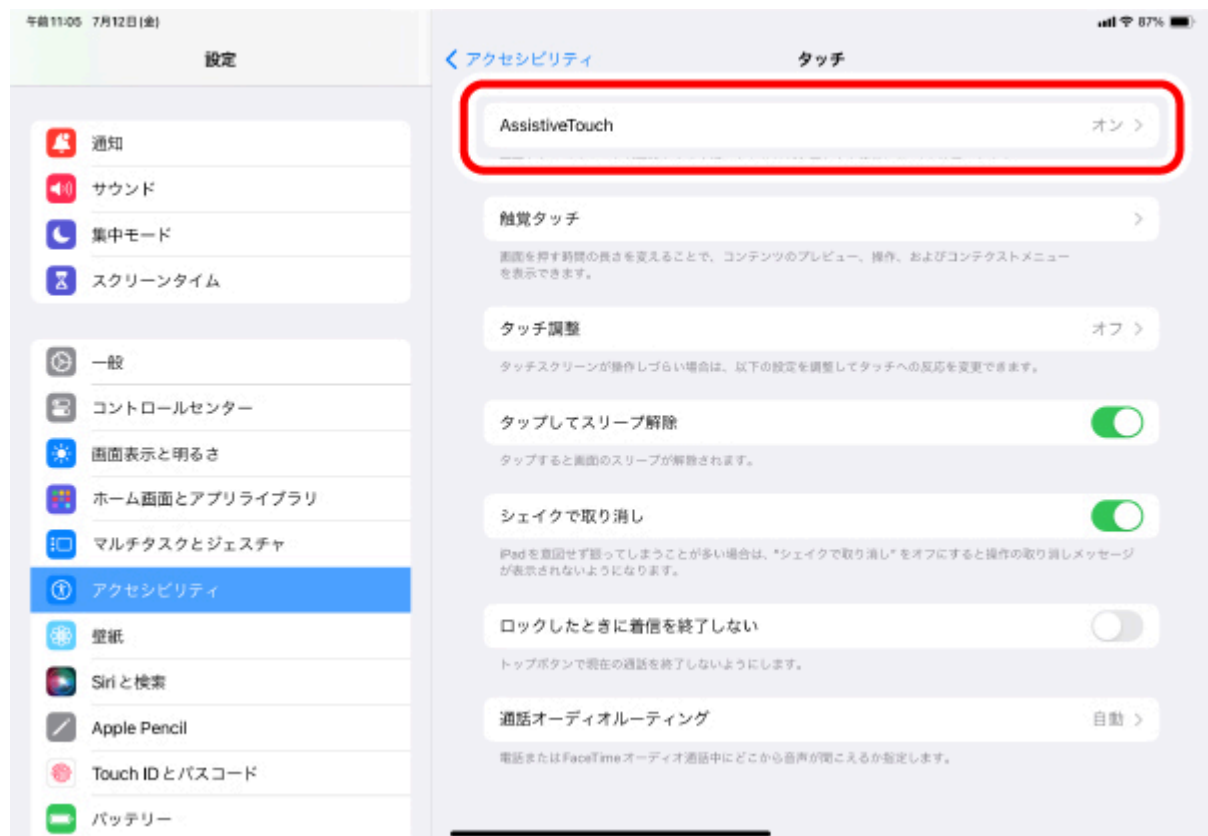 午前11:05 7月12日(金)
87%
設定
アクセシビリティ
タッチ
通知
サウンド
集中モード
スクリーンタイム
一般
コントロールセンター
画面表示と明るさ
ホーム画面とアプリライブラリ
マルチタスクとジェスチャ
アクセシビリティ
壁紙
Siriと検索
Apple Pencil
Touch IDとパスコード
バッテリー
AssistiveTouch オン
触覚タッチ
画面を押す時間の長さを変えることで、コンテンツのプレビュー、操作、およびコンテクストメニュー
を表示できます。
タッチ調整 オフ
タッチスクリーンが操作しづらい場合は、以下の設定を調整してタッチへの反応を変更できます。
タップしてスリープ解除
タップすると画面のスリープが解除されます。
シェイクで取り消し
iPadを意図せず振ってしまうことが多い場合は、"シェイクで取り消し"をオフにすると操作の取り消しメッセージ
が表示されないようになります。
ロックしたときに着信を終了しない
トップボタンで現在の通話を終了しないようにします。
通話オーディオルーティング 自動
電話またはFaceTimeオーディオ通話中にどこから音声が聞こえるか指定します。